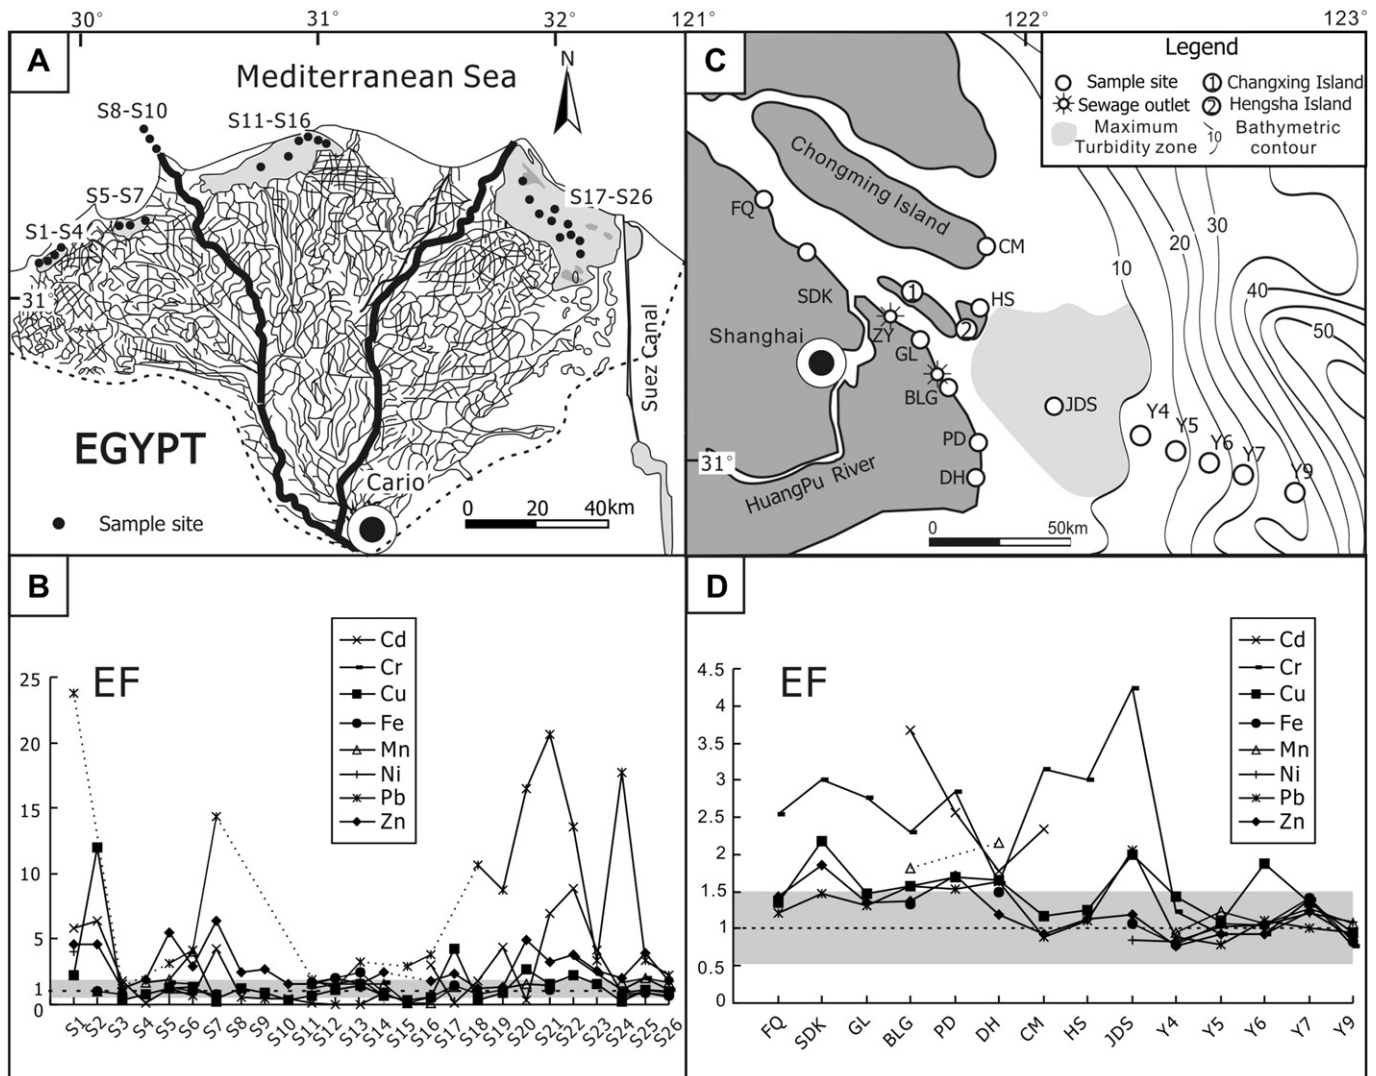 30° 31° 32° 121° 122° 123°
A
Mediterranean Sea
N
S8-S10
S11-S16
S5-S7
S17-S26
S1-S4
31°
Suez Canal
EGYPT
Cario
Sample site
0 20 40km
C
Legend
Sample site
Sewage outlet
Maximum
Turbidity zone
1 Changxing Island
2 Hengsha Island
10 Bathymetric
contour
Chongming Island
FQ
CM
30
20
10
SDK
1
HS
40
ZY
2
50
Shanghai
GL
BLG
JDS
Y4
Y5
PD
Y6
Y7
31°
DH
Y9
HuangPu River
0 50km
B
EF
25
20
15
10
5
1
0
Cd
Cr
Cu
Fe
Mn
Ni
Pb
Zn
S1 S2 S3 S4 S5 S6 S7 S8 S9 S10 S11 S12 S13 S14 S15 S16 S17 S18 S19 S20 S21 S22 S23 S24 S25 S26
D
EF
4.5
4
3.5
3
2.5
2
1.5
1
0.5
0
Cd
Cr
Cu
Fe
Mn
Ni
Pb
Zn
FQ SDK GL BLG PD DH CM HS JDS Y4 Y5 Y6 Y7 Y9